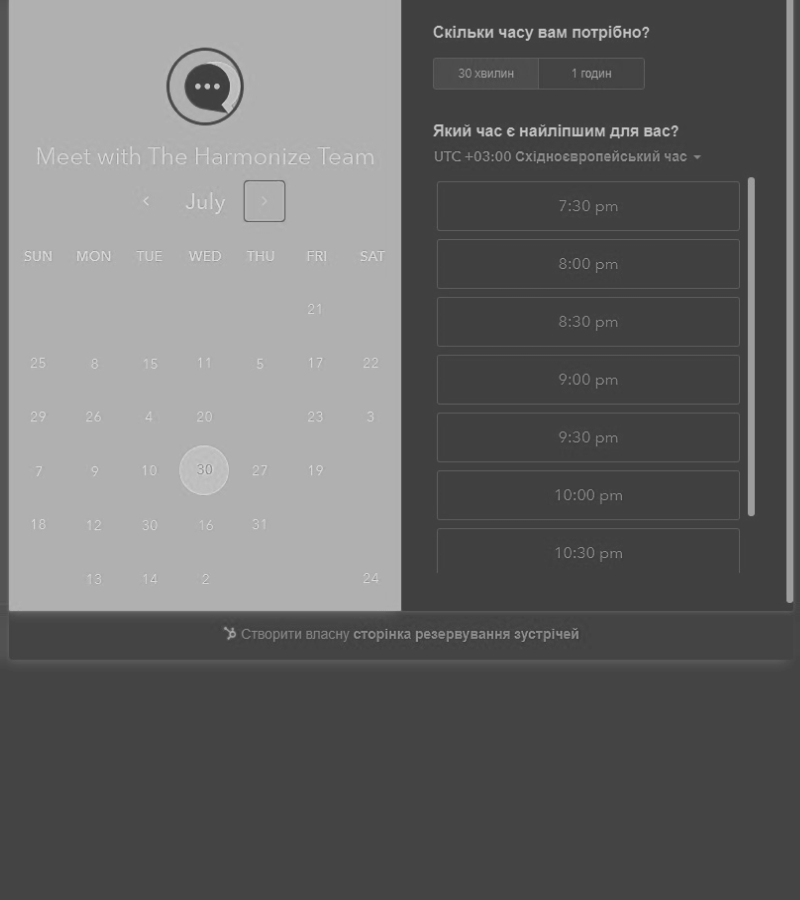 Meet with The Harmonize Team
July
SUN MON TUE WED THU FRI SAT
21
25 8 15 11 5 17 22
29 26 4 20 23 3
7 9 10 30 27 19
18 12 30 16 31
13 14 2 24
Скільки часу вам потрібно?
30 хвилин 1 годин
Який час є найліпшим для вас?
UTC +03:00 Східноєвропейський час
7:30 pm
8:00 pm
8:30 pm
9:00 pm
9:30 pm
10:00 pm
10:30 pm
Створити власну сторінка резервування зустрічей